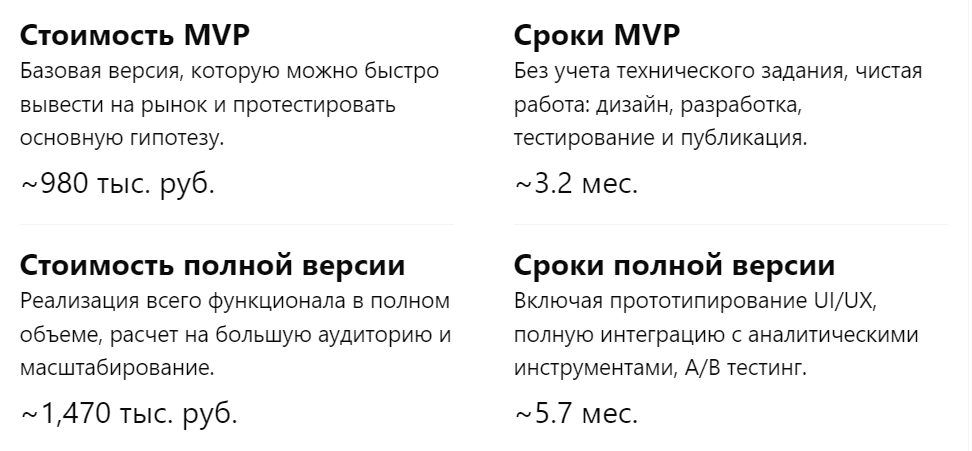 Стоимость MVP
Базовая версия, которую можно быстро
вывести на рынок и протестировать
основную гипотезу.
~980 тыс. руб.
Сроки MVP
Без учета технического задания, чистая
работа: дизайн, разработка,
тестирование и публикация.
~3.2 мес.
Стоимость полной версии
Реализация всего функционала в полном
объеме, расчет на большую аудиторию и
масштабирование.
~1,470 тыс. руб.
Сроки полной версии
Включая прототипирование UI/UX,
полную интеграцию с аналитическими
инструментами, A/B тестинг.
~5.7 мес.